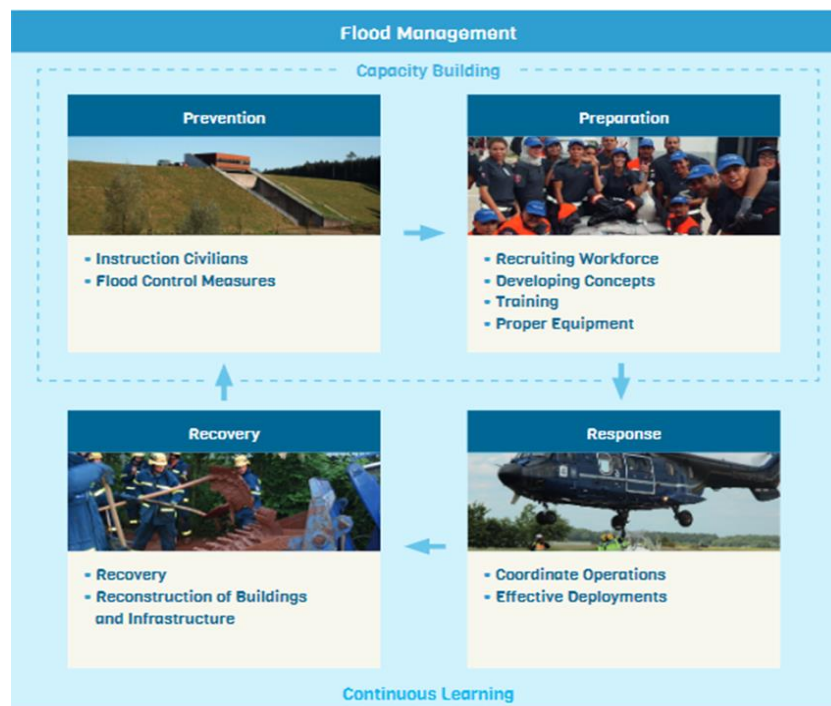 Flood Management
Capacity Building
Prevention
- Instruction Civilians
- Flood Control Measures
Preparation
- Recruiting Workforce
- Developing Concepts
- Training
- Proper Equipment
Recovery
- Recovery
- Reconstruction of Buildings
and Infrastructure
Response
- Coordinate Operations
- Effective Deployments
Continuous Learning